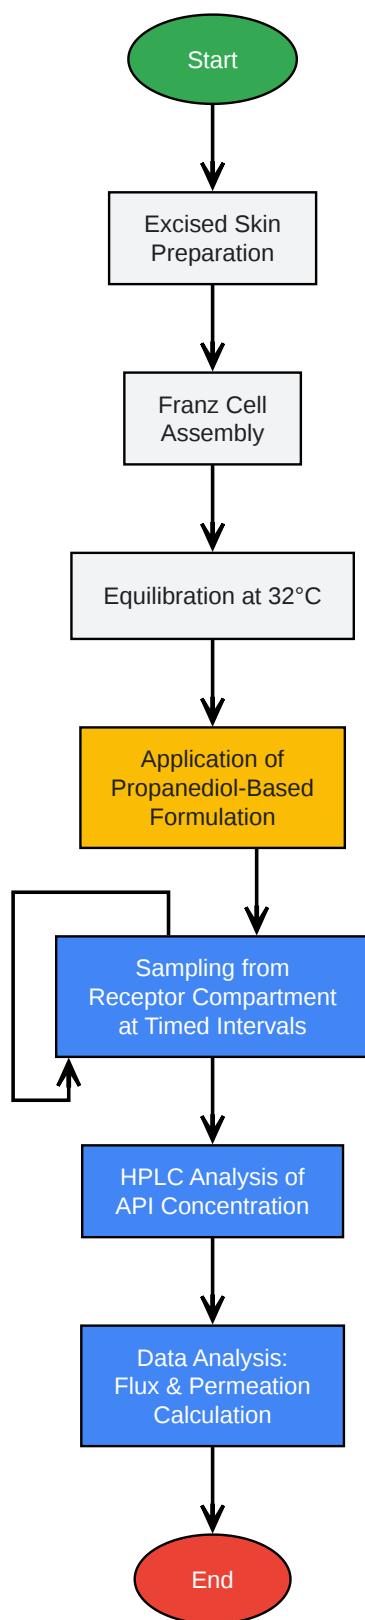 Start
Excised Skin
Preparation
Franz Cell
Assembly
Equilibration at 32°C
Application of
Propanediol-Based
Formulation
Sampling from
Receptor Compartment
at Timed Intervals
HPLC Analysis of
API Concentration
Data Analysis:
Flux & Permeation
Calculation
End